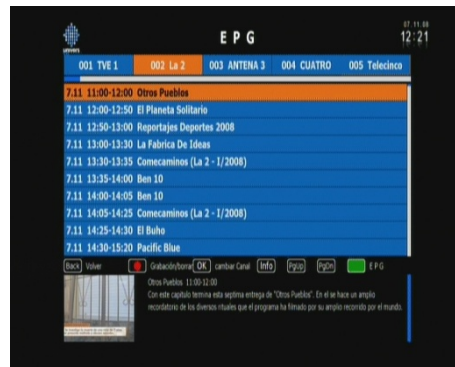 EPG
07.11.08
12:21
001 TVE 1 002 La 2 003 ANTENA 3 004 CUATRO 005 Telecinco
7.11 11:00-12:00 Otros Pueblos
7.11 12:00-12:50 El Planeta Solitario
7.11 12:50-13:00 Reportajes Deportes 2008
7.11 13:00-13:30 La Fabrica De Ideas
7.11 13:30-13:35 Comecaminos (La 2 - I/2008)
7.11 13:35-14:00 Ben 10
7.11 14:00-14:05 Ben 10
7.11 14:05-14:25 Comecaminos (La 2 - I/2008)
7.11 14:25-14:30 El Buho
7.11 14:30-15:20 Pacific Blue
Back Volver Grabación/borrar OK cambiar Canal Info PgUp PgDn EPG
Otros Pueblos 11:00-12:00
Con este capitulo termina esta septima entrega de "Otros Pueblos". En el se hace un amplio
recordatorio de los diversos rituales que el programa ha filmado por su amplio recorrido por el mundo.